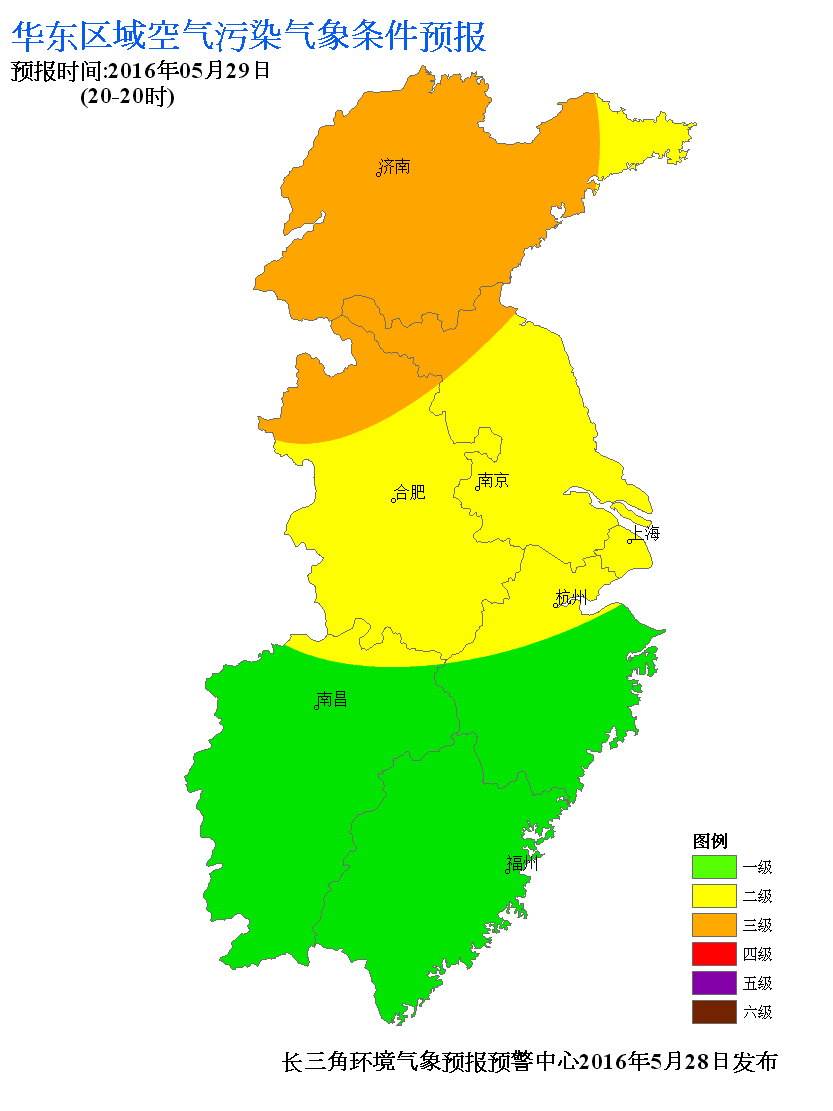 华东区域空气污染气象条件预报
预报时间:2016年05月29日
(20-20时)
济南
南京
合肥
上海
杭州
南昌
福州
图例
一级
二级
三级
四级
五级
六级
长三角环境气象预报预警中心2016年5月28日发布